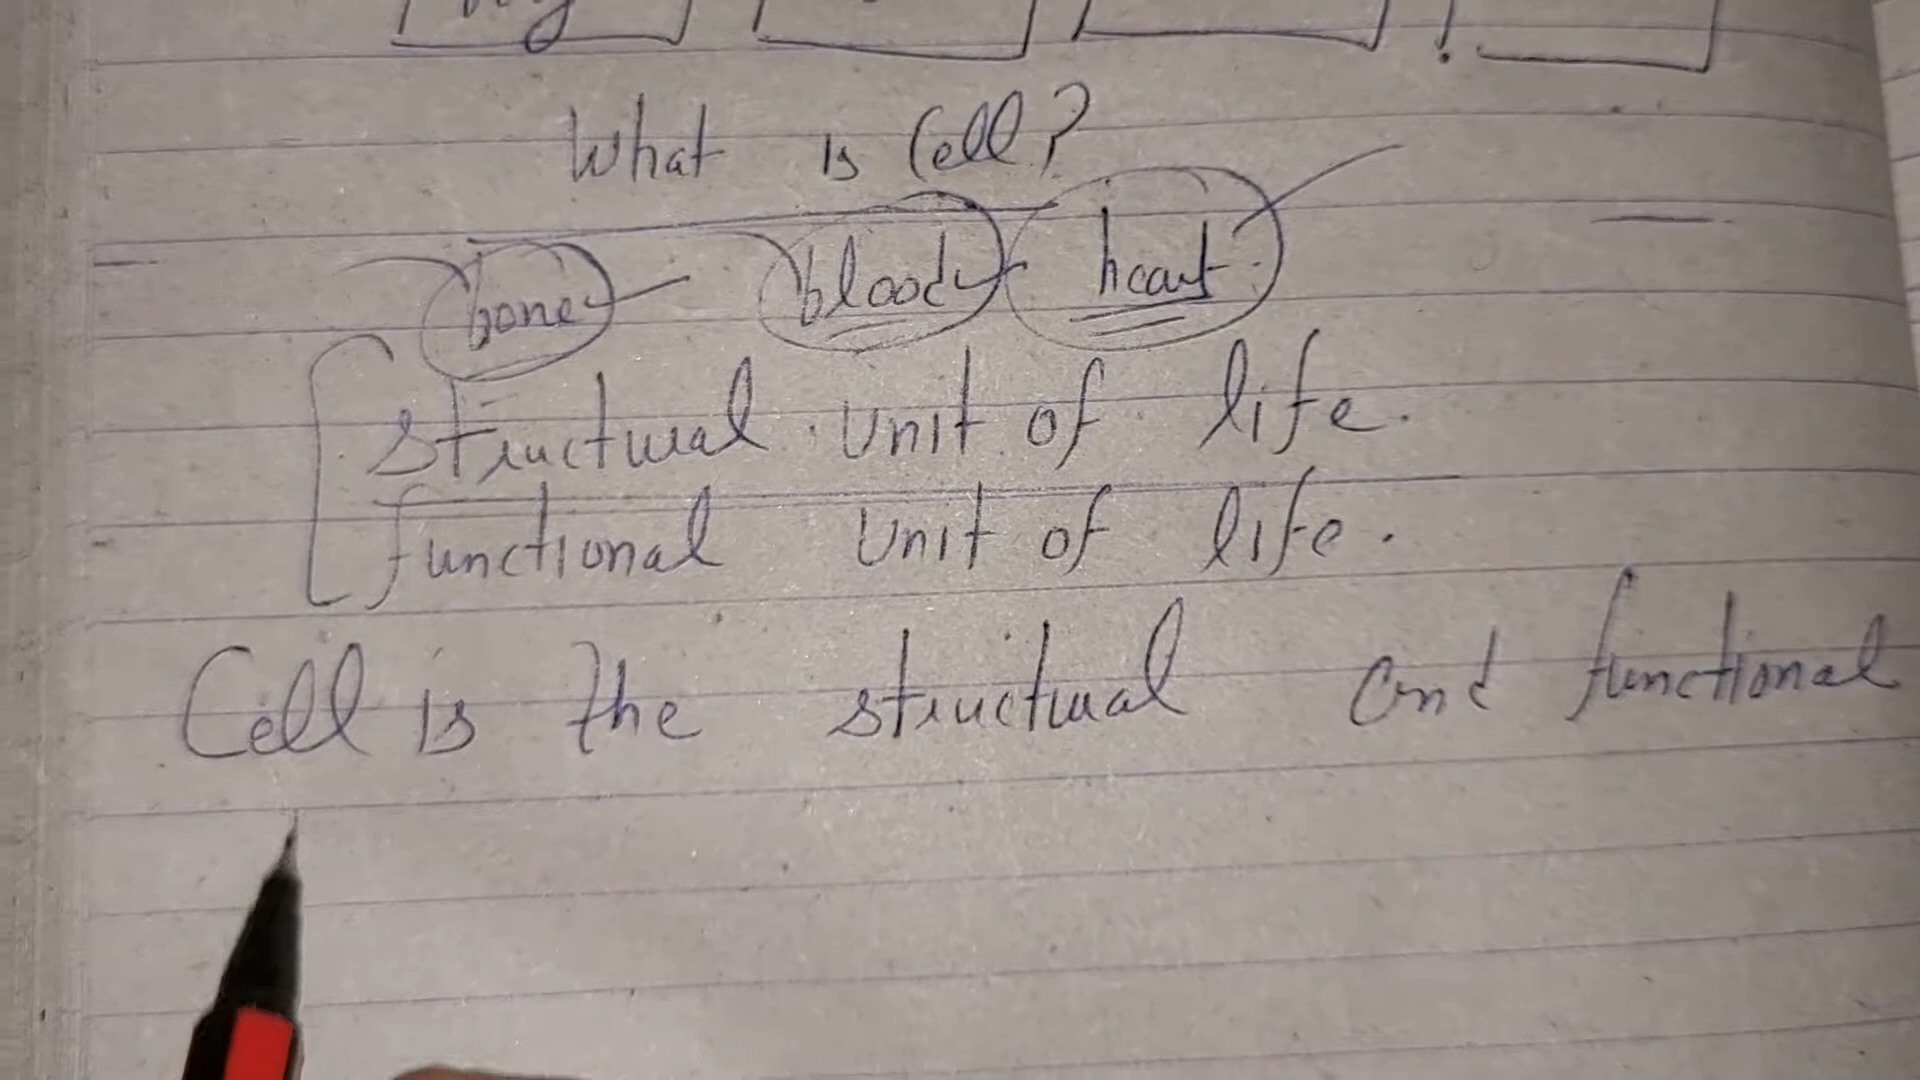 What is Cell?
bone blood heart
structural unit of life.
functional unit of life.
Cell is the structural and functional